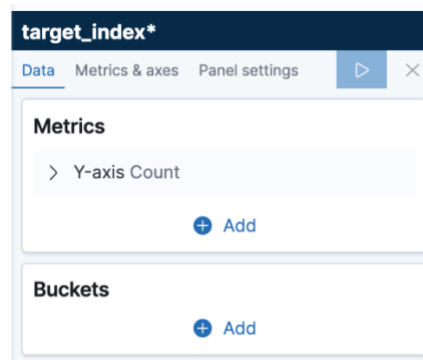 target_index*
Data Metrics & axes Panel settings
Metrics
Y-axis Count
Add
Buckets
Add